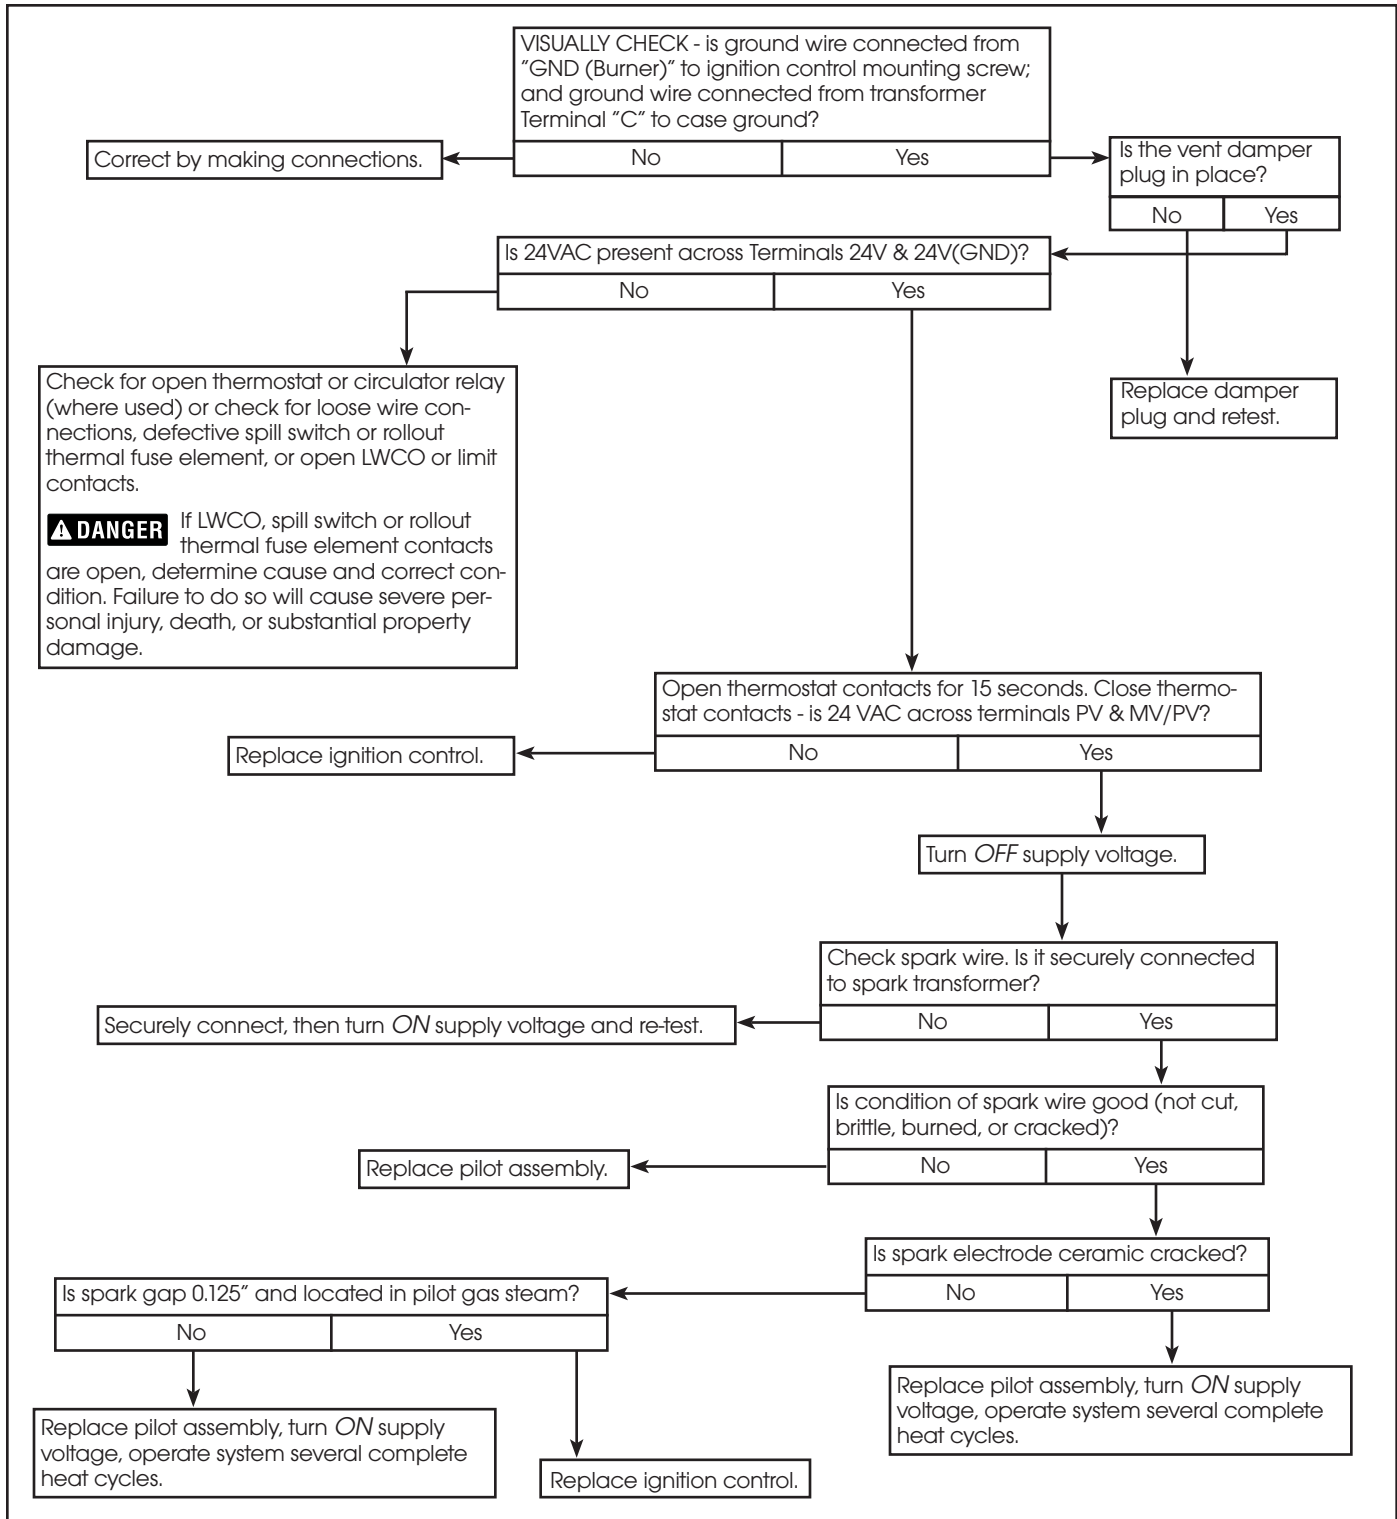 VISUALLY CHECK - is ground wire connected from
"GND (Burner)" to ignition control mounting screw;
and ground wire connected from transformer
Terminal "C" to case ground?
No
Yes
Correct by making connections.
Is the vent damper
plug in place?
No
Yes
Is 24VAC present across Terminals 24V & 24V(GND)?
No
Yes
Check for open thermostat or circulator relay
(where used) or check for loose wire con-
nections, defective spill switch or rollout
thermal fuse element, or open LWCO or limit
contacts.
DANGER If LWCO, spill switch or rollout
thermal fuse element contacts
are open, determine cause and correct con-
dition. Failure to do so will cause severe per-
sonal injury, death, or substantial property
damage.
Replace damper
plug and retest.
Open thermostat contacts for 15 seconds. Close thermo-
stat contacts - is 24 VAC across terminals PV & MV/PV?
No
Yes
Replace ignition control.
Turn OFF supply voltage.
Check spark wire. Is it securely connected
to spark transformer?
No
Yes
Securely connect, then turn ON supply voltage and re-test.
Is condition of spark wire good (not cut,
brittle, burned, or cracked)?
No
Yes
Replace pilot assembly.
Is spark electrode ceramic cracked?
No
Yes
Is spark gap 0.125" and located in pilot gas steam?
No
Yes
Replace pilot assembly, turn ON supply
voltage, operate system several complete
heat cycles.
Replace pilot assembly, turn ON supply
voltage, operate system several complete
heat cycles.
Replace ignition control.